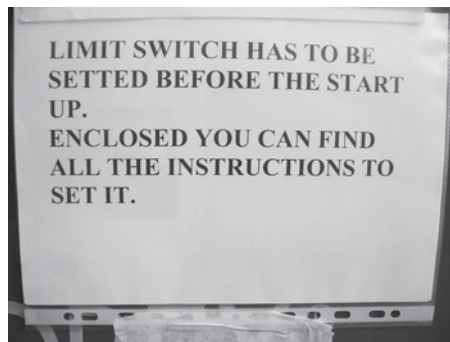 LIMIT SWITCH HAS TO BE
SETTED BEFORE THE START
UP.
ENCLOSED YOU CAN FIND
ALL THE INSTRUCTIONS TO
SET IT.